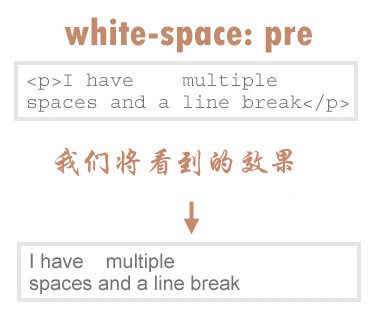 white-space: pre
<p>I have    multiple
spaces and a line break</p>
我们将看到的效果
I have    multiple
spaces and a line break